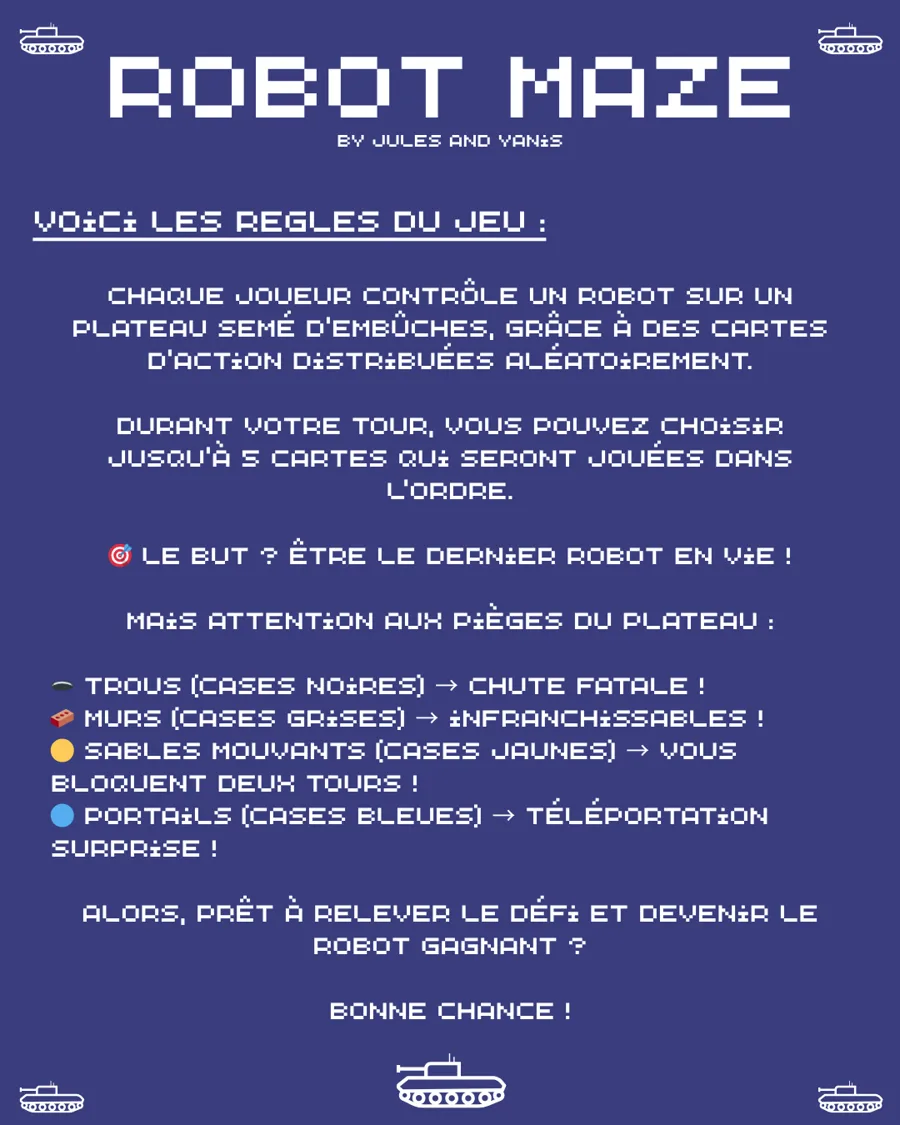 ROBOT MAZE
BY JULES AND YANIS
VOICI LES REGLES DU JEU :
CHAQUE JOUEUR CONTRÔLE UN ROBOT SUR UN
PLATEAU SEMÉ D'EMBÛCHES, GRÂCE À DES CARTES
D'ACTION DISTRIBUÉES ALÉATOIREMENT.
DURANT VOTRE TOUR, VOUS POUVEZ CHOISIR
JUSQU'À 5 CARTES QUI SERONT JOUÉES DANS
L'ORDRE.
🎯 LE BUT ? ÊTRE LE DERNIER ROBOT EN VIE !
MAIS ATTENTION AUX PIÈGES DU PLATEAU :
🕳️ TROUS (CASES NOIRES) → CHUTE FATALE !
🧱 MURS (CASES GRISES) → INFRANCHISSABLES !
🟡 SABLES MOUVANTS (CASES JAUNES) → VOUS
BLOQUENT DEUX TOURS !
🔵 PORTAILS (CASES BLEUES) → TÉLÉPORTATION
SURPRISE !
ALORS, PRÊT À RELEVER LE DÉFI ET DEVENIR LE
ROBOT GAGNANT ?
BONNE CHANCE !